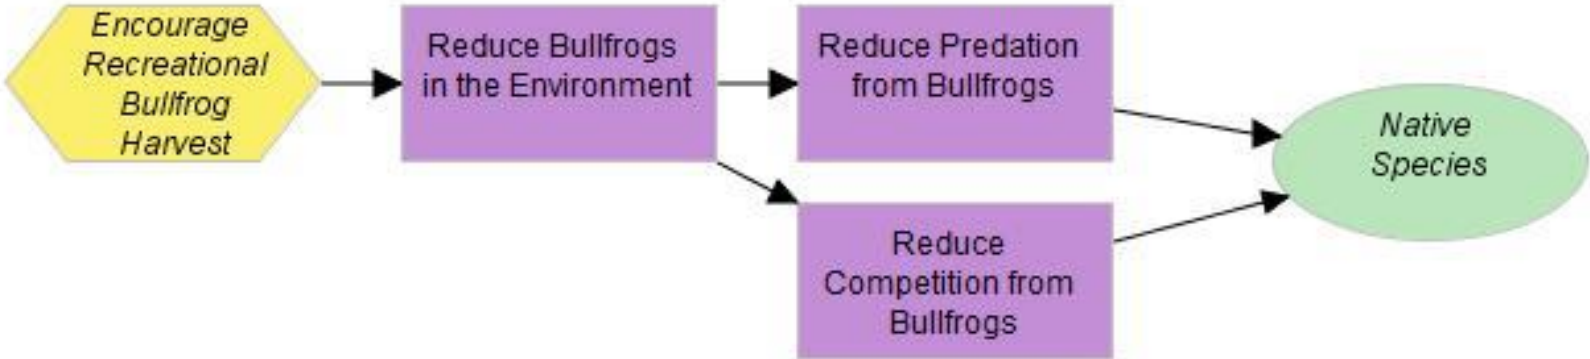 Encourage
Recreational
Bullfrog
Harvest
Reduce Bullfrogs
in the Environment
Reduce Predation
from Bullfrogs
Reduce
Competition from
Bullfrogs
Native
Species